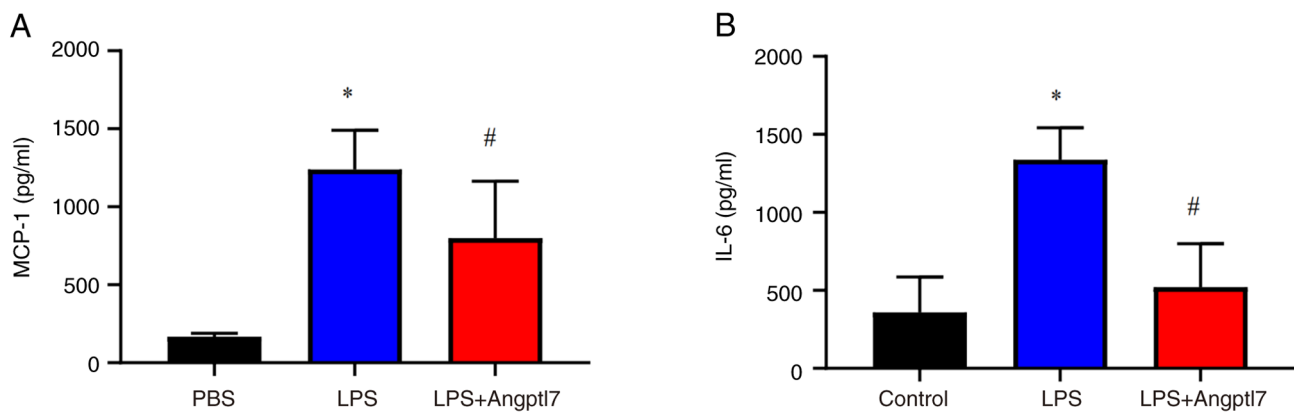 A
MCP-1 (pg/ml)
2000
1500
1000
500
0
*
#
PBS
LPS
LPS+Angptl7
B
IL-6 (pg/ml)
2000
1500
1000
500
0
*
#
Control
LPS
LPS+Angptl7